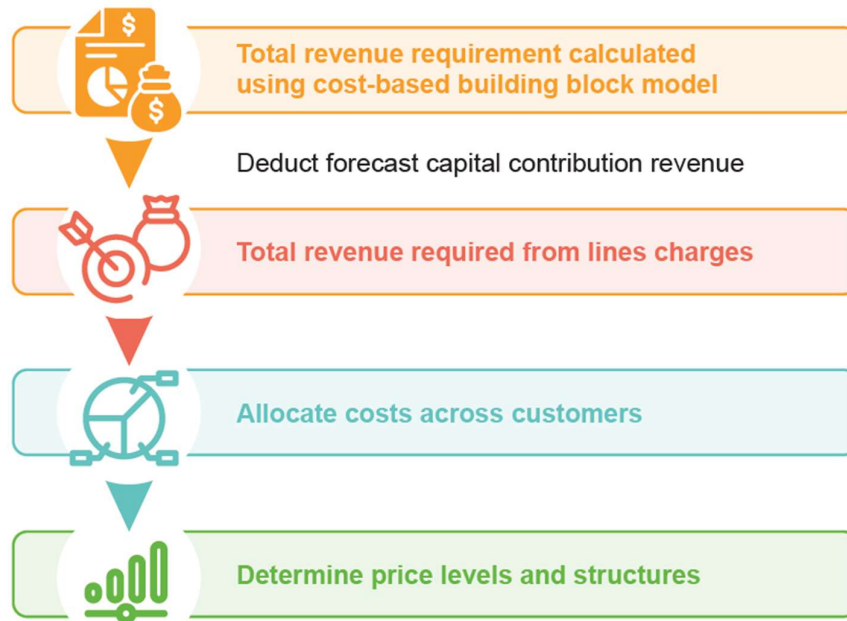 $
$
Total revenue requirement calculated
using cost-based building block model
Deduct forecast capital contribution revenue
Total revenue required from lines charges
Allocate costs across customers
Determine price levels and structures